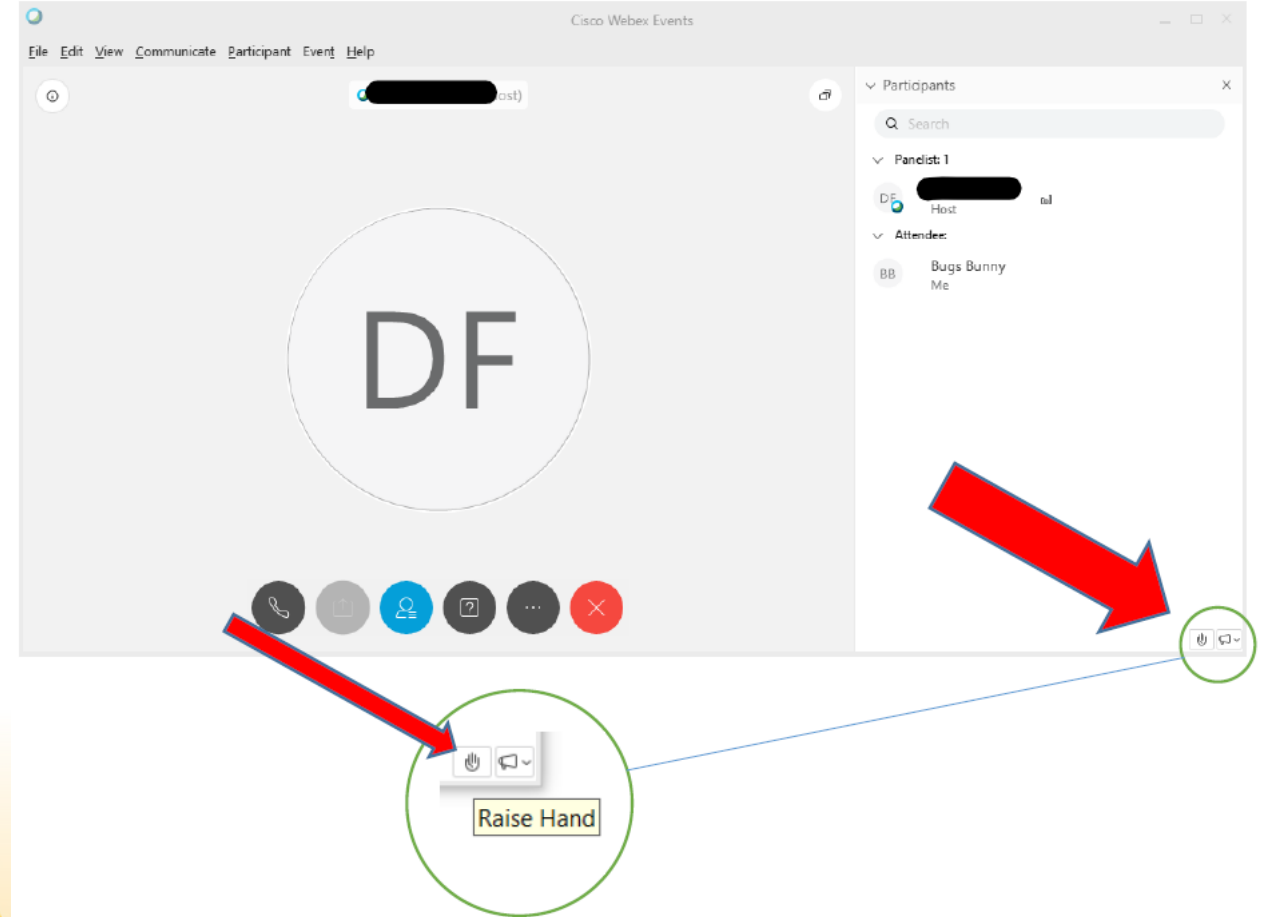 Cisco Webex Events
File Edit View Communicate Participant Event Help
ost)
Participants
Search
Panelist: 1
DF
Host
Attendee:
BB
Bugs Bunny
Me
DF
?
Raise Hand